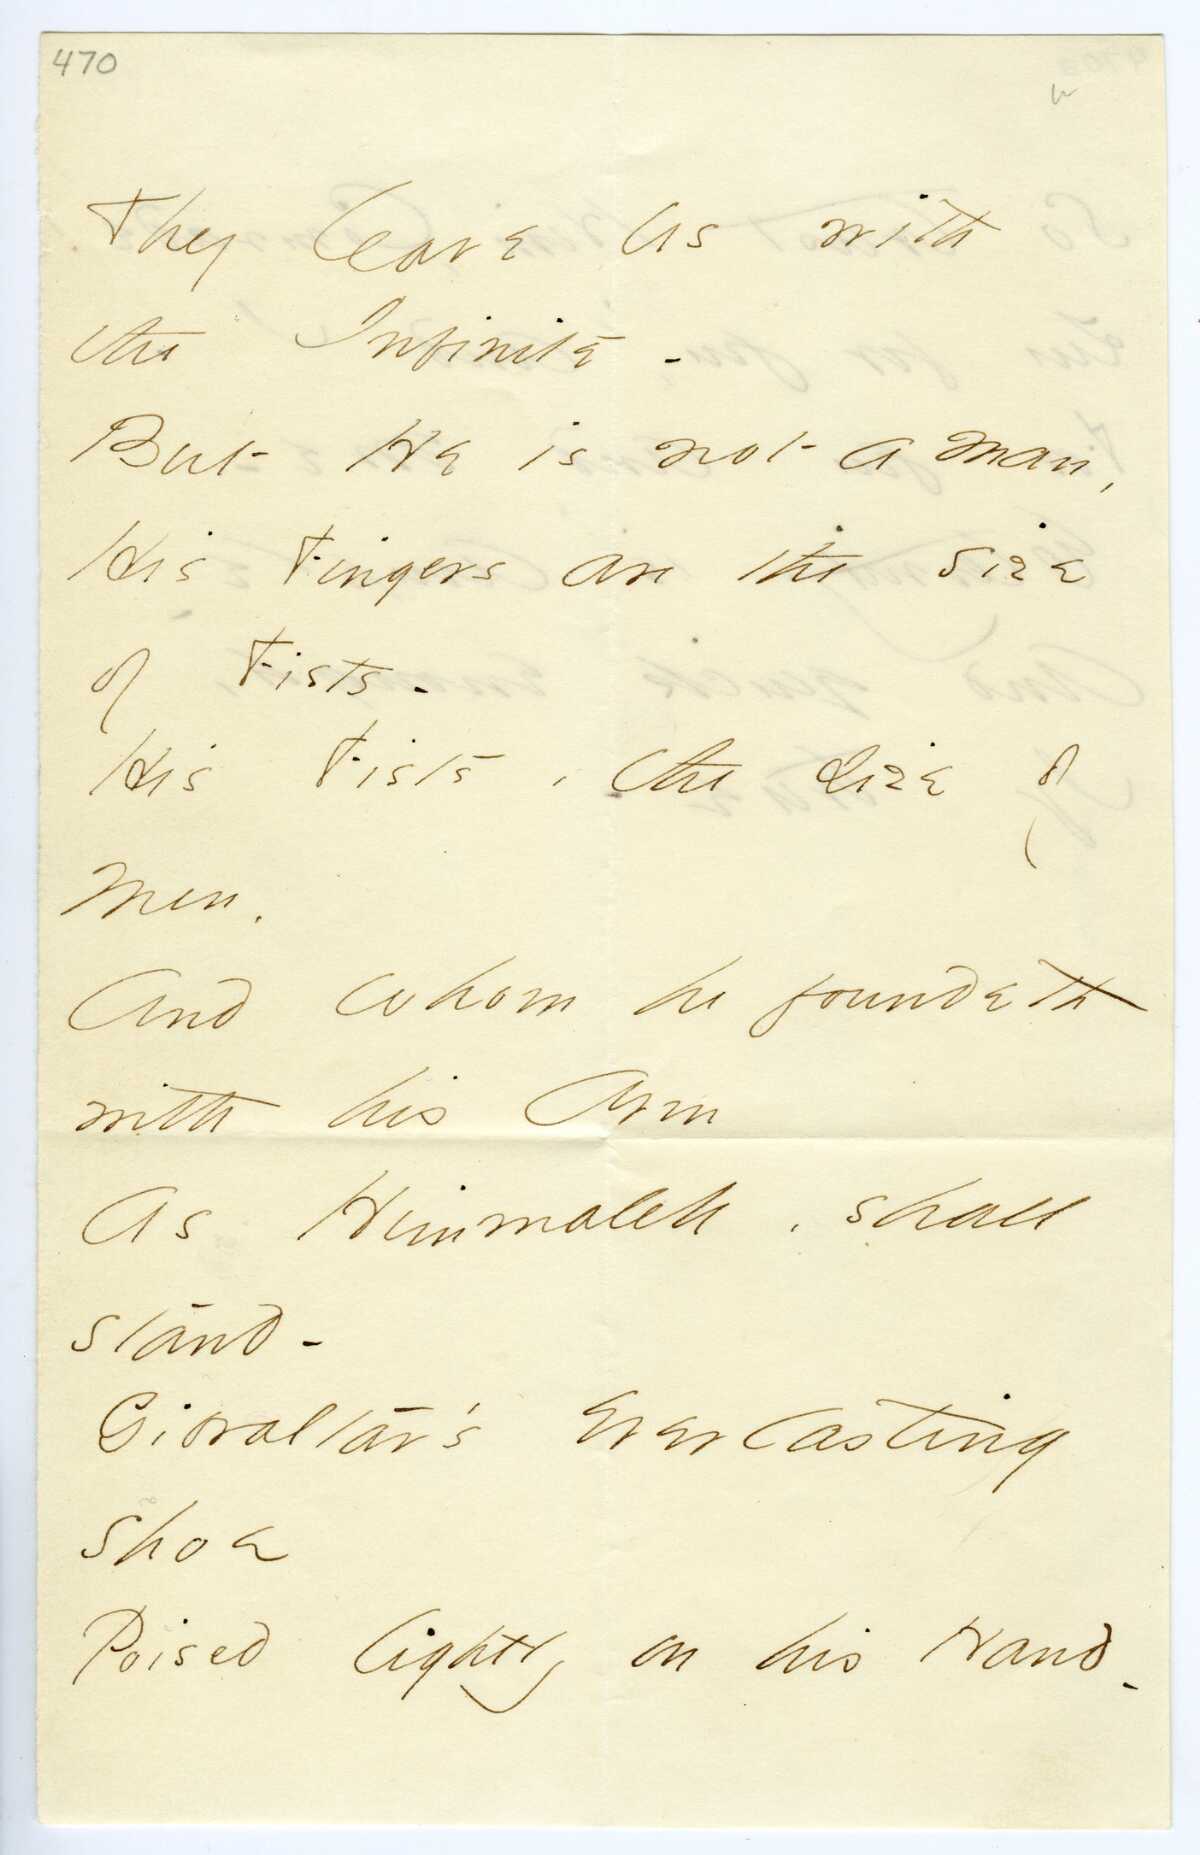 470
They leave us with
the Infinite -
But He is not a man,
His fingers are the size
of fists -
His fists, the size of
men.
And whom he foundeth
with his Arm
As Himmaleh, shall
stand -
Gibraltar's Everlasting
Shoe
Poised lightly on his Hand -